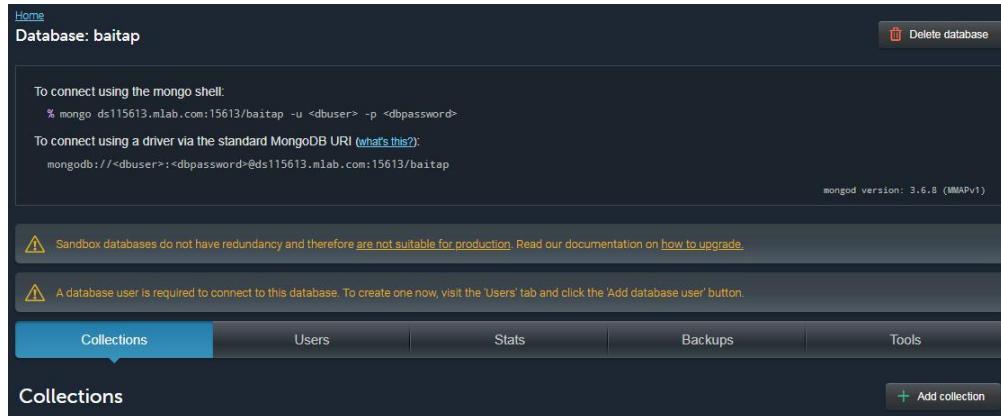 Home
Database: baitap
Delete database
To connect using the mongo shell:
% mongo ds115613.mlab.com:15613/baitap -u <dbuser> -p <dbpassword>
To connect using a driver via the standard MongoDB URI (what's this?):
mongodb://<dbuser>:<dbpassword>@ds115613.mlab.com:15613/baitap
mongod version: 3.6.8 (MMAPv1)
Sandbox databases do not have redundancy and therefore are not suitable for production. Read our documentation on how to upgrade.
A database user is required to connect to this database. To create one now, visit the 'Users' tab and click the 'Add database user' button.
Collections Users Stats Backups Tools
Collections
+ Add collection